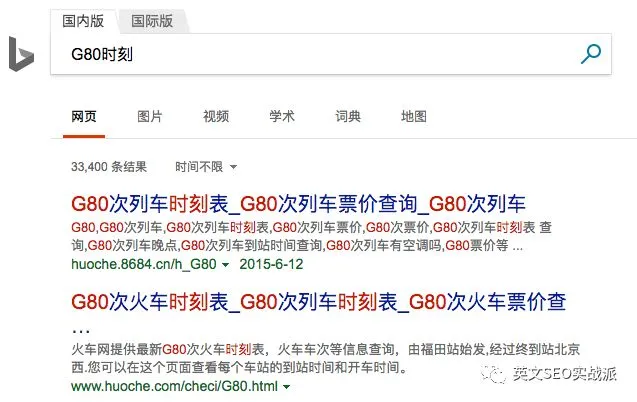 国内版 国际版
G80时刻
网页 图片 视频 学术 词典 地图
33,400 条结果 时间不限
G80次列车时刻表_G80次列车票价查询_G80次列车
G80,G80次列车,G80次列车时刻表,G80次列车票价,G80次票价,G80次列车时刻表 查
询,G80次列车晚点,G80次列车到站时间查询,G80次列车有空调吗,G80票价等 ...
huoche.8684.cn/h_G80 2015-6-12
G80次火车时刻表_G80次列车时刻表_G80次火车票价查
...
火车网提供最新G80次火车时刻表，火车车次等信息查询，由福田站始发,经过终到站北京
西.您可以在这个页面查看每个车站的到站时间和开车时间。
www.huoche.com/checi/G80.html
英文SEO实战派